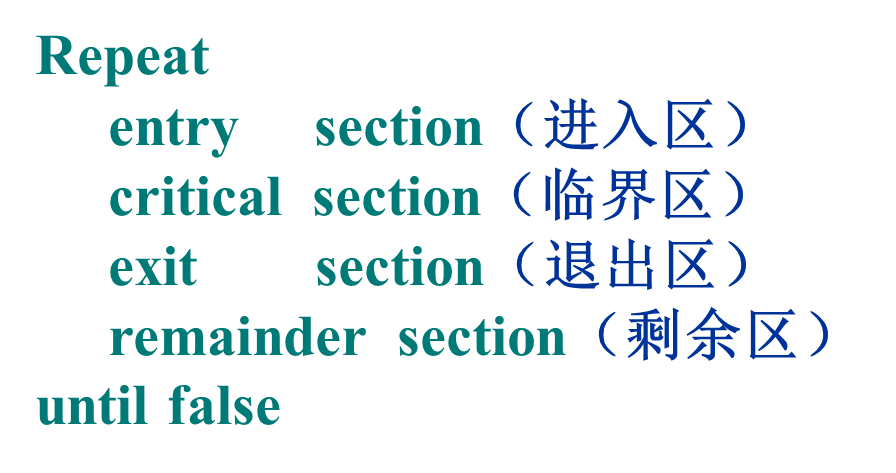 Repeat
entry section（进入区）
critical section（临界区）
exit section（退出区）
remainder section（剩余区）
until false